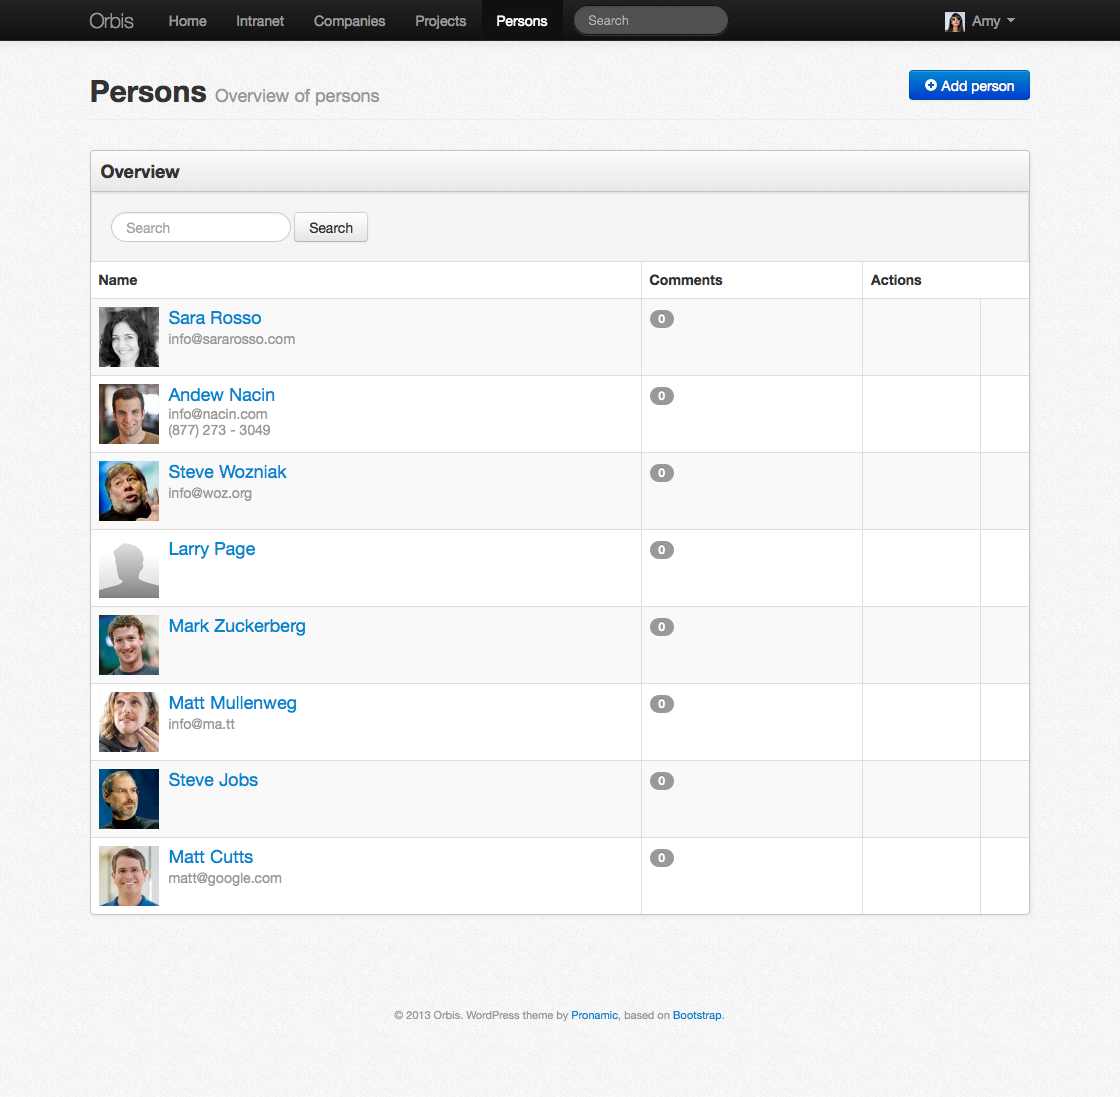 Orbis Home Intranet Companies Projects Persons Search Amy
Persons Overview of persons
Add person
Overview
Search Search
Name Comments Actions
Sara Rosso 0
info@sararosso.com
Andew Nacin 0
info@nacin.com
(877) 273 - 3049
Steve Wozniak 0
info@woz.org
Larry Page 0
Mark Zuckerberg 0
Matt Mullenweg 0
info@ma.tt
Steve Jobs 0
Matt Cutts 0
matt@google.com
© 2013 Orbis. WordPress theme by Pronamic, based on Bootstrap.